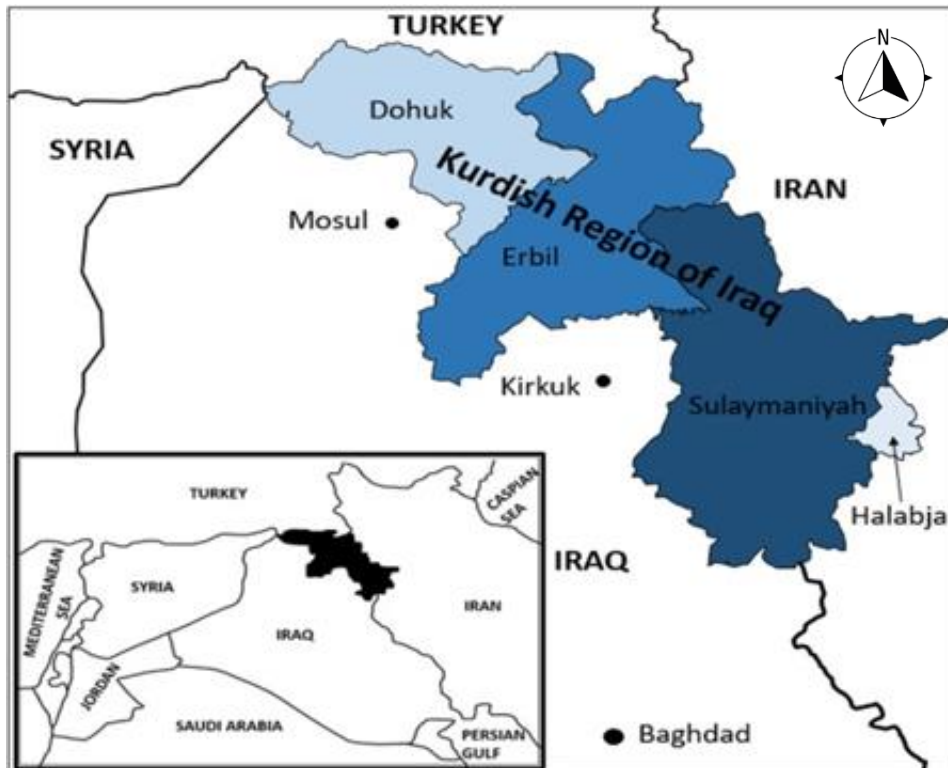 TURKEY
N
Dohuk
SYRIA
Kurdish Region of Iraq
IRAN
Mosul
Erbil
Kirkuk
Sulaymaniyah
Halabja
IRAQ
Baghdad
TURKEY
CASPIAN
SEA
MEDITERRANEAN
SEA
SYRIA
IRAN
IRAQ
JORDAN
SAUDI ARABIA
PERSIAN
GULF